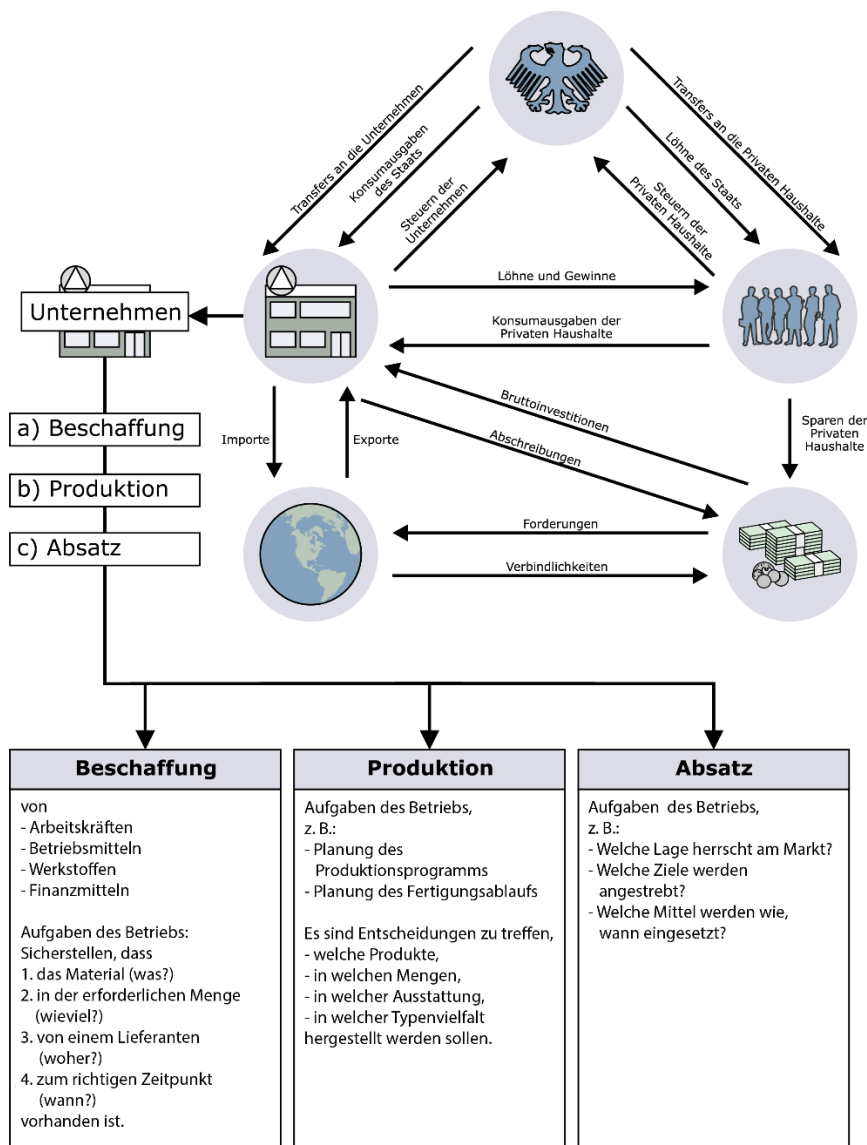 Transfers an die Unternehmen
Konsumausgaben
des Staats
Steuern der
Unternehmen
Transfers an die Privaten Haushalte
Löhne des Staats
Steuern der
Privaten Haushalte
Unternehmen
Löhne und Gewinne
Konsumausgaben der
Privaten Haushalte
Bruttoinvestitionen
Abschreibungen
Importe
Exporte
Sparen der
Privaten
Haushalte
Forderungen
Verbindlichkeiten
a) Beschaffung
b) Produktion
c) Absatz
Beschaffung
von
- Arbeitskräften
- Betriebsmitteln
- Werkstoffen
- Finanzmitteln
Aufgaben des Betriebs:
Sicherstellen, dass
1. das Material (was?)
2. in der erforderlichen Menge
(wieviel?)
3. von einem Lieferanten
(woher?)
4. zum richtigen Zeitpunkt
(wann?)
vorhanden ist.
Produktion
Aufgaben des Betriebs,
z. B.:
- Planung des
Produktionsprogramms
- Planung des Fertigungsablaufs
Es sind Entscheidungen zu treffen,
- welche Produkte,
- in welchen Mengen,
- in welcher Ausstattung,
- in welcher Typenvielfalt
hergestellt werden sollen.
Absatz
Aufgaben des Betriebs,
z. B.:
- Welche Lage herrscht am Markt?
- Welche Ziele werden
angestrebt?
- Welche Mittel werden wie,
wann eingesetzt?